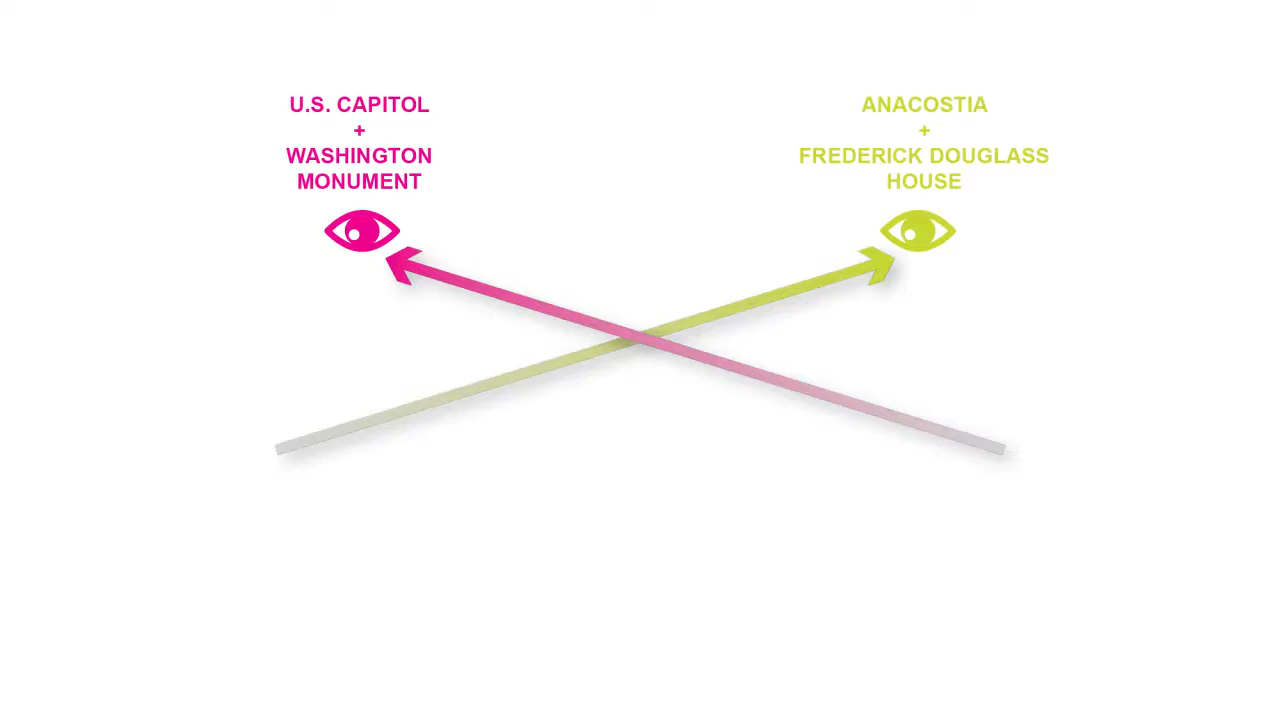 U.S. CAPITOL
+
WASHINGTON
MONUMENT
ANACOSTIA
+
FREDERICK DOUGLASS
HOUSE